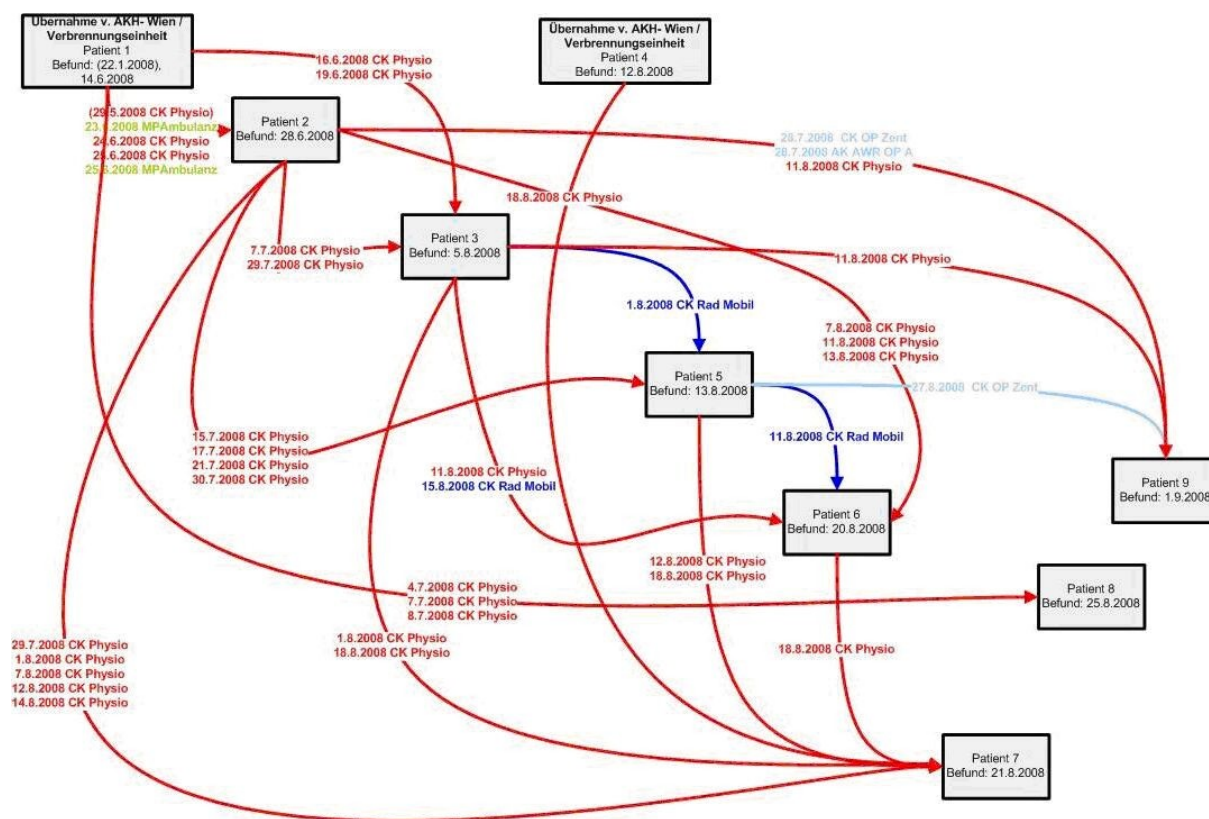 Übernahme v. AKH- Wien /
Verbrennungseinheit
Patient 1
Befund: (22.1.2008),
14.6.2008
Übernahme v. AKH- Wien /
Verbrennungseinheit
Patient 4
Befund: 12.8.2008
16.6.2008 CK Physio
19.6.2008 CK Physio
(29.5.2008 CK Physio)
MPAmbulanz
24.6.2008 CK Physio
25.6.2008 CK Physio
MPAmbulanz
Patient 2
Befund: 28.6.2008
28.7.2008 CK OP Zent
28.7.2008 AK AWR OP A
11.8.2008 CK Physio
18.8.2008 CK Physio
Patient 3
Befund: 5.8.2008
7.7.2008 CK Physio
29.7.2008 CK Physio
11.8.2008 CK Physio
1.8.2008 CK Rad Mobil
7.8.2008 CK Physio
11.8.2008 CK Physio
13.8.2008 CK Physio
Patient 5
Befund: 13.8.2008
27.8.2008 CK OP Zent
15.7.2008 CK Physio
17.7.2008 CK Physio
21.7.2008 CK Physio
30.7.2008 CK Physio
11.8.2008 CK Rad Mobil
11.8.2008 CK Physio
15.8.2008 CK Rad Mobil
Patient 9
Befund: 1.9.2008
Patient 6
Befund: 20.8.2008
12.8.2008 CK Physio
18.8.2008 CK Physio
Patient 8
Befund: 25.8.2008
4.7.2008 CK Physio
7.7.2008 CK Physio
8.7.2008 CK Physio
29.7.2008 CK Physio
1.8.2008 CK Physio
7.8.2008 CK Physio
12.8.2008 CK Physio
14.8.2008 CK Physio
1.8.2008 CK Physio
18.8.2008 CK Physio
18.8.2008 CK Physio
Patient 7
Befund: 21.8.2008